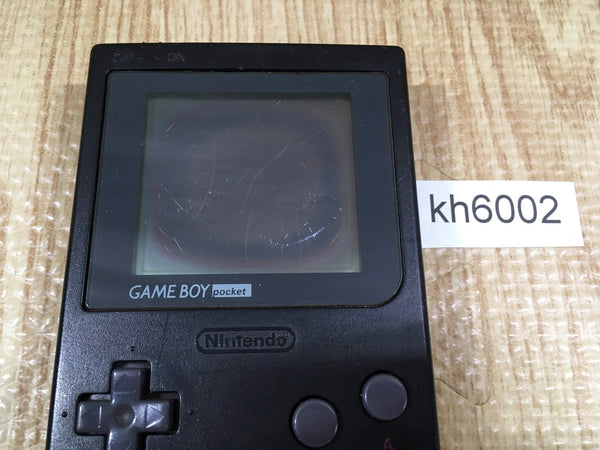 OFF ON
kh6002
GAME BOY pocket
Nintendo
A